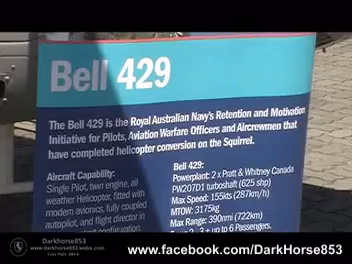 Bell 429
The Bell 429 is the Royal Australian Navy's Retention and Motivation
Initiative for Pilots, Aviation Warfare Officers and Aircrewmen that
have completed helicopter conversion on the Squirrel.
Aircraft Capability:
Single Pilot, twin engine, all
weather Helicopter, fitted with
modern avionics, fully coupled
autopilot, and flight director in
configuration.
Bell 429:
Powerplant: 2 x Pratt & Whitney Canada
PW207D1 turboshaft (625 shp)
Max Speed: 155kts (287km/h)
MTOW: 3175kg
Max Range: 390nmi (722km)
to 6 Passengers.
Darkhorse853
www.darkhorse853.webs.com
Copy Right 2014
www.facebook.com/DarkHorse853